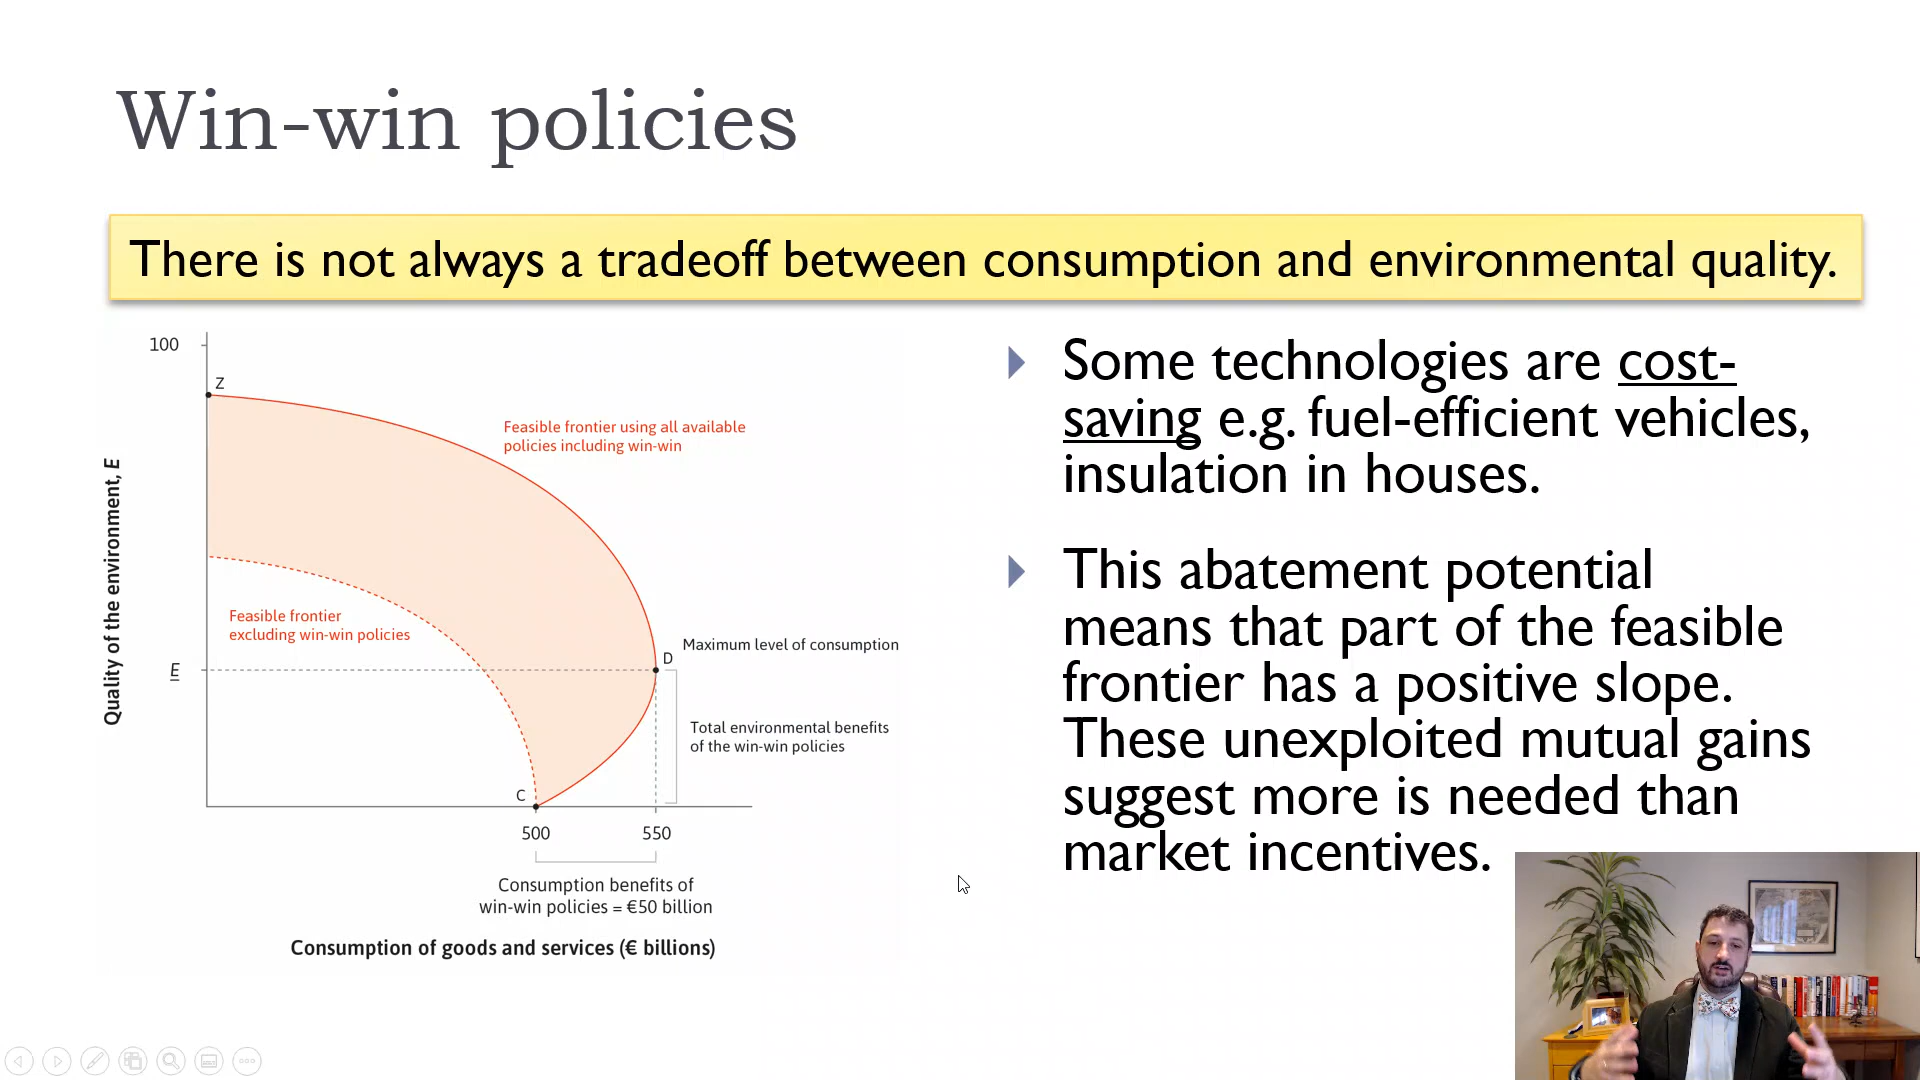 Win-win policies
There is not always a tradeoff between consumption and environmental quality.
100
Z
Feasible frontier using all available
policies including win-win
Quality of the environment, E
Feasible frontier
excluding win-win policies
Maximum level of consumption
D
E
Total environmental benefits
of the win-win policies
C
500
550
Consumption benefits of
win-win policies = €50 billion
Consumption of goods and services (€ billions)
Some technologies are cost-
saving e.g. fuel-efficient vehicles,
insulation in houses.
This abatement potential
means that part of the feasible
frontier has a positive slope.
These unexploited mutual gains
suggest more is needed than
market incentives.